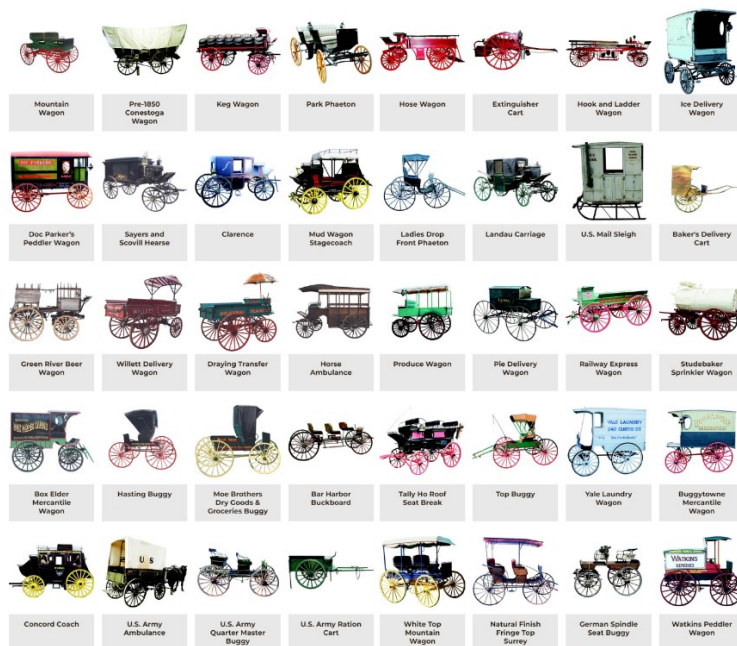 Mountain
Wagon
Pre-1850
Conestoga
Wagon
Keg Wagon
Park Phaeton
Hose Wagon
Extinguisher
Cart
Hook and Ladder
Wagon
Ice Delivery
Wagon
Doc Parker's
Peddler Wagon
Sayers and
Scovill Hearse
Clarence
Mud Wagon
Stagecoach
Ladies Drop
Front Phaeton
Landau Carriage
U.S. Mail Sleigh
Baker's Delivery
Cart
Green River Beer
Wagon
Willett Delivery
Wagon
Draying Transfer
Wagon
Horse
Ambulance
Produce Wagon
Pie Delivery
Wagon
Railway Express
Wagon
Studebaker
Sprinkler Wagon
YALE LAUNDRY
Box Elder
Mercantile
Wagon
Hasting Buggy
Moe Brothers
Dry Goods &
Groceries Buggy
Bar Harbor
Buckboard
Tally Ho Roof
Seat Break
Top Buggy
Yale Laundry
Wagon
Buggytowne
Mercantile
Wagon
U S
WATKINS
REMEDIES
Concord Coach
U.S. Army
Ambulance
U.S. Army
Quarter Master
Buggy
U.S. Army Ration
Cart
White Top
Mountain
Wagon
Natural Finish
Fringe Top
Surrey
German Spindle
Seat Buggy
Watkins Peddler
Wagon